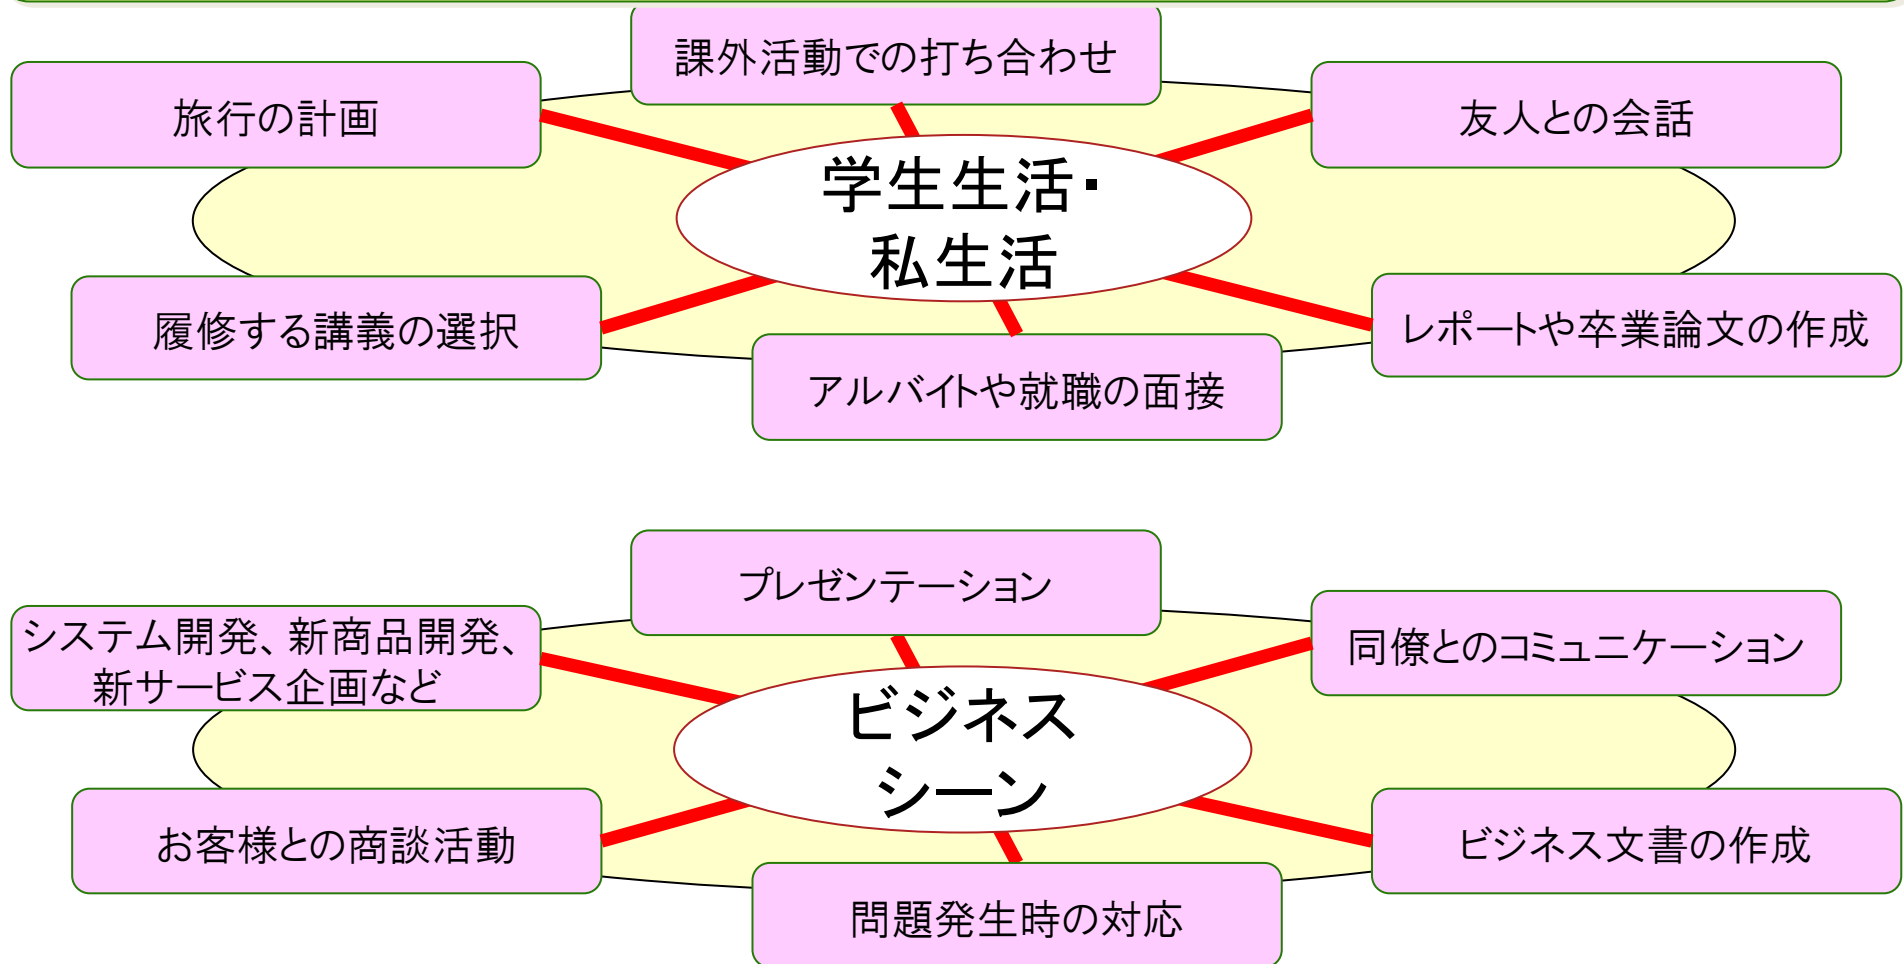 課外活動での打ち合わせ
旅行の計画
友人との会話
学生生活・
私生活
履修する講義の選択
レポートや卒業論文の作成
アルバイトや就職の面接
プレゼンテーション
システム開発、新商品開発、
新サービス企画など
同僚とのコミュニケーション
ビジネス
シーン
お客様との商談活動
ビジネス文書の作成
問題発生時の対応